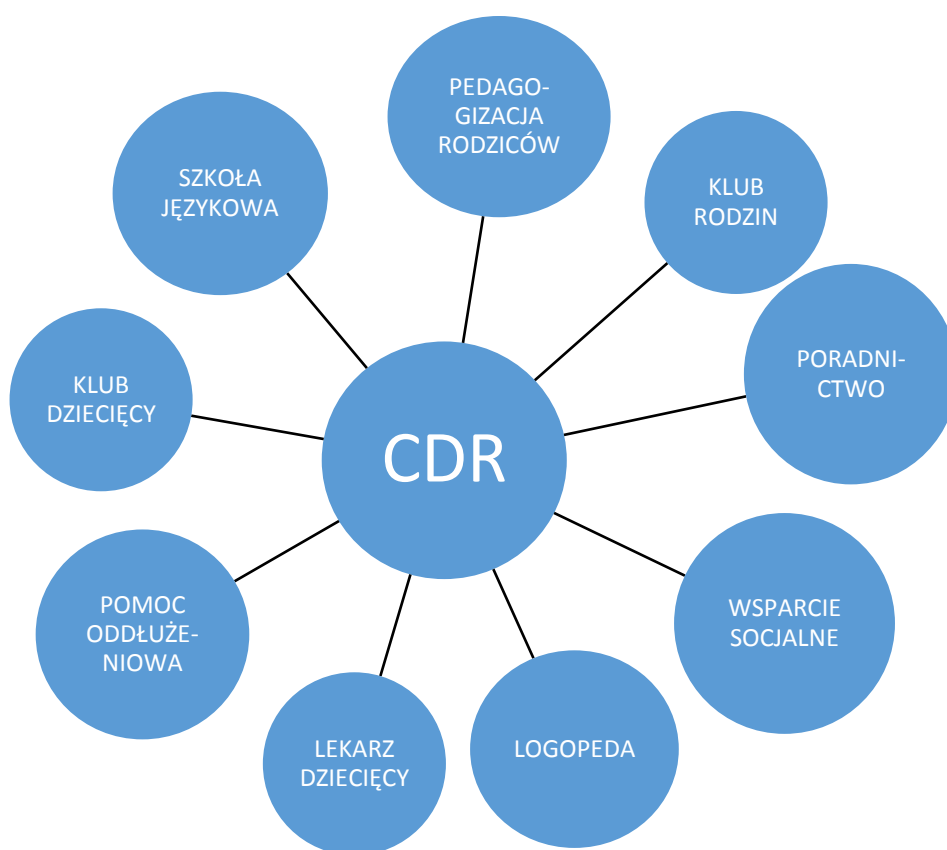 PEDAGO-
GIZACJA
RODZICÓW
SZKOŁA
JĘZYKOWA
KLUB
RODZIN
PORADNI-
CTWO
KLUB
DZIECIĘCY
CDR
POMOC
ODDŁUŻE-
NIOWA
WSPARCIE
SOCJALNE
LEKARZ
DZIECIĘCY
LOGOPEDA